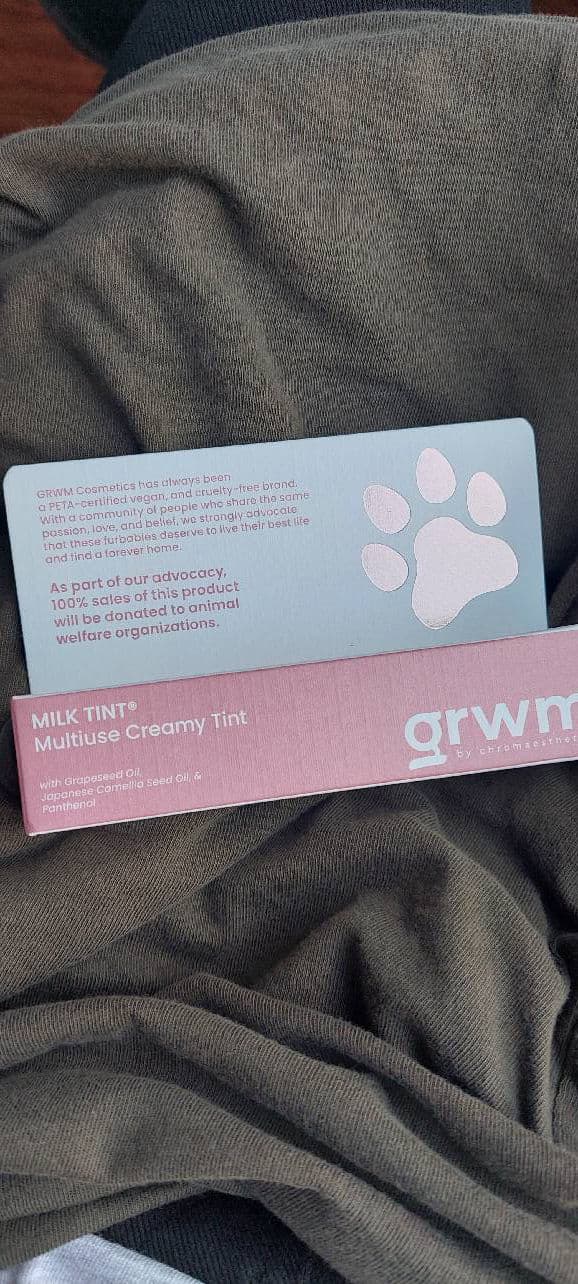 GRWM Cosmetics has always been
a PETA-certified vegan, and cruelty-free brand.
With a community of people who share the same
passion, love, and belief, we strongly advocate
that these furbabies deserve to live their best life
and find a forever home.
As part of our advocacy,
100% sales of this product
will be donated to animal
welfare organizations.
MILK TINT®
Multiuse Creamy Tint
grwm
by chromaesthet
with Grapeseed Oil,
Japanese Camellia Seed Oil, &
Panthenol